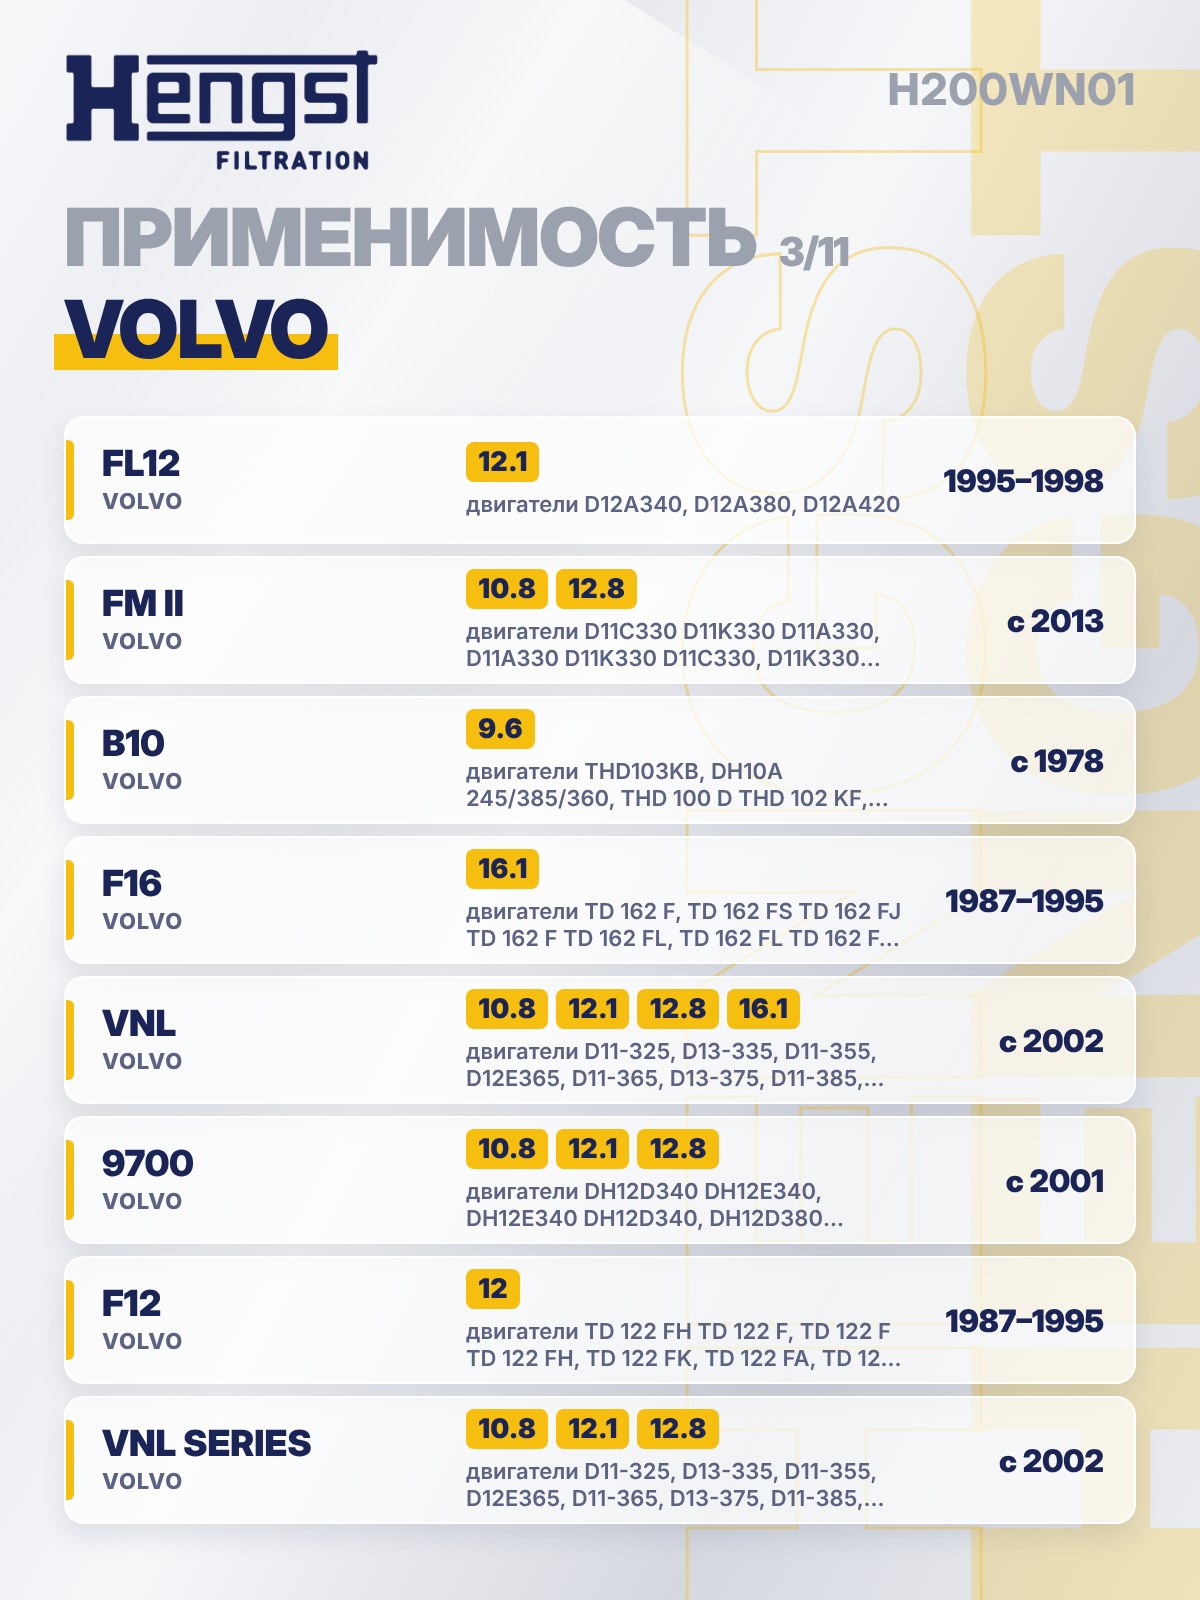 Hengst
FILTRATION
H200WN01
ПРИМЕНИМОСТЬ 3/11
VOLVO
FL12
VOLVO
12.1
двигатели D12A340, D12A380, D12A420
1995–1998
FM II
VOLVO
10.8 12.8
двигатели D11C330 D11K330 D11A330,
D11A330 D11K330 D11C330, D11K330...
с 2013
B10
VOLVO
9.6
двигатели THD103KB, DH10A
245/385/360, THD 100 D THD 102 KF,...
с 1978
F16
VOLVO
16.1
двигатели TD 162 F, TD 162 FS TD 162 FJ
TD 162 F TD 162 FL, TD 162 FL TD 162 F...
1987–1995
VNL
VOLVO
10.8 12.1 12.8 16.1
двигатели D11-325, D13-335, D11-355,
D12E365, D11-365, D13-375, D11-385,...
с 2002
9700
VOLVO
10.8 12.1 12.8
двигатели DH12D340 DH12E340,
DH12E340 DH12D340, DH12D380...
с 2001
F12
VOLVO
12
двигатели TD 122 FH TD 122 F, TD 122 F
TD 122 FH, TD 122 FK, TD 122 FA, TD 12...
1987–1995
VNL SERIES
VOLVO
10.8 12.1 12.8
двигатели D11-325, D13-335, D11-355,
D12E365, D11-365, D13-375, D11-385,...
с 2002
HENGST
HENGST